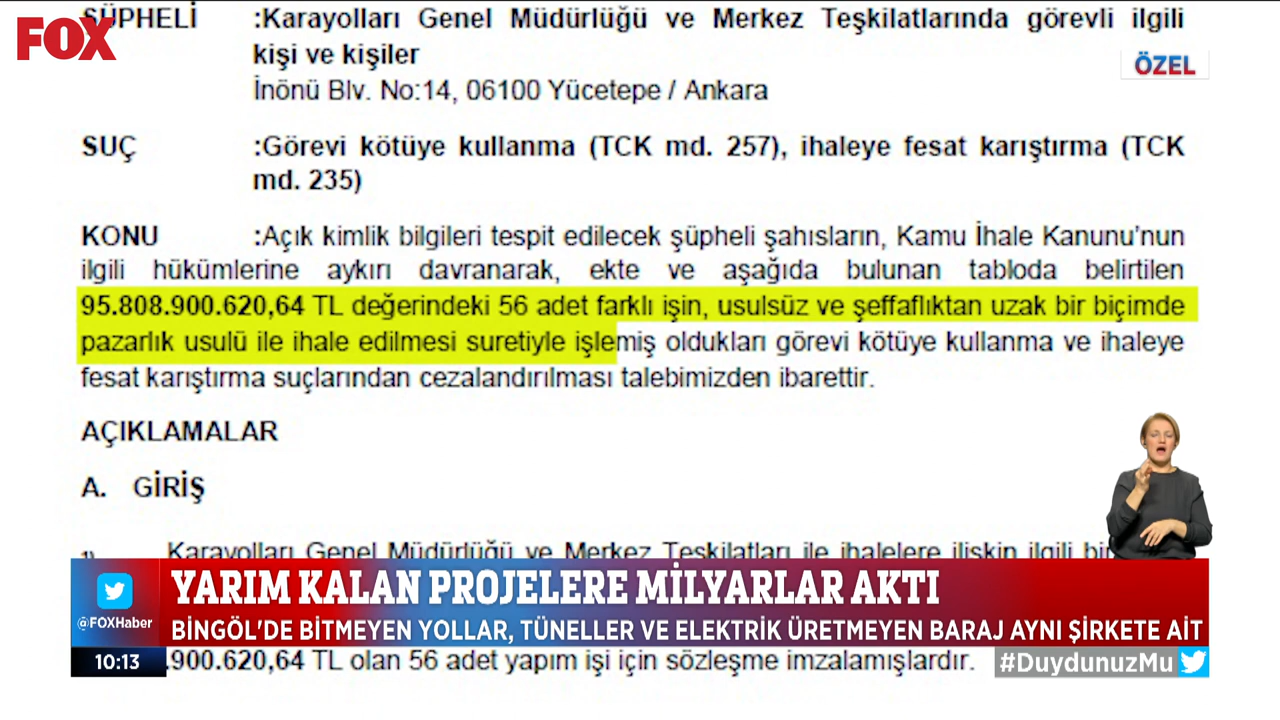 FOX
ÖZEL
ŞÜPHELİ :Karayolları Genel Müdürlüğü ve Merkez Teşkilatlarında görevli ilgili
kişi ve kişiler
İnönü Blv. No:14, 06100 Yücetepe / Ankara
SUÇ :Görevi kötüye kullanma (TCK md. 257), ihaleye fesat karıştırma (TCK
md. 235)
KONU :Açık kimlik bilgileri tespit edilecek şüpheli şahısların, Kamu İhale Kanunu'nun
ilgili hükümlerine aykırı davranarak, ekte ve aşağıda bulunan tabloda belirtilen
95.808.900.620,64 TL değerindeki 56 adet farklı işin, usulsüz ve şeffaflıktan uzak bir biçimde
pazarlık usulü ile ihale edilmesi suretiyle işlemiş oldukları görevi kötüye kullanma ve ihaleye
fesat karıştırma suçlarından cezalandırılması talebimizden ibarettir.
AÇIKLAMALAR
A. GİRİŞ
1) Karayolları Genel Müdürlüğü ve Merkez Teşkilatları ile ihalelere ilişkin ilgili
YARIM KALAN PROJELERE MİLYARLAR AKTI
@FOXHaber
BİNGÖL'DE BİTMEYEN YOLLAR, TÜNELLER VE ELEKTRİK ÜRETMEYEN BARAJ AYNI ŞİRKETE AİT
10:13
.900.620,64 TL olan 56 adet yapım işi için sözleşme imzalamışlardır.
#DuydunuzMu